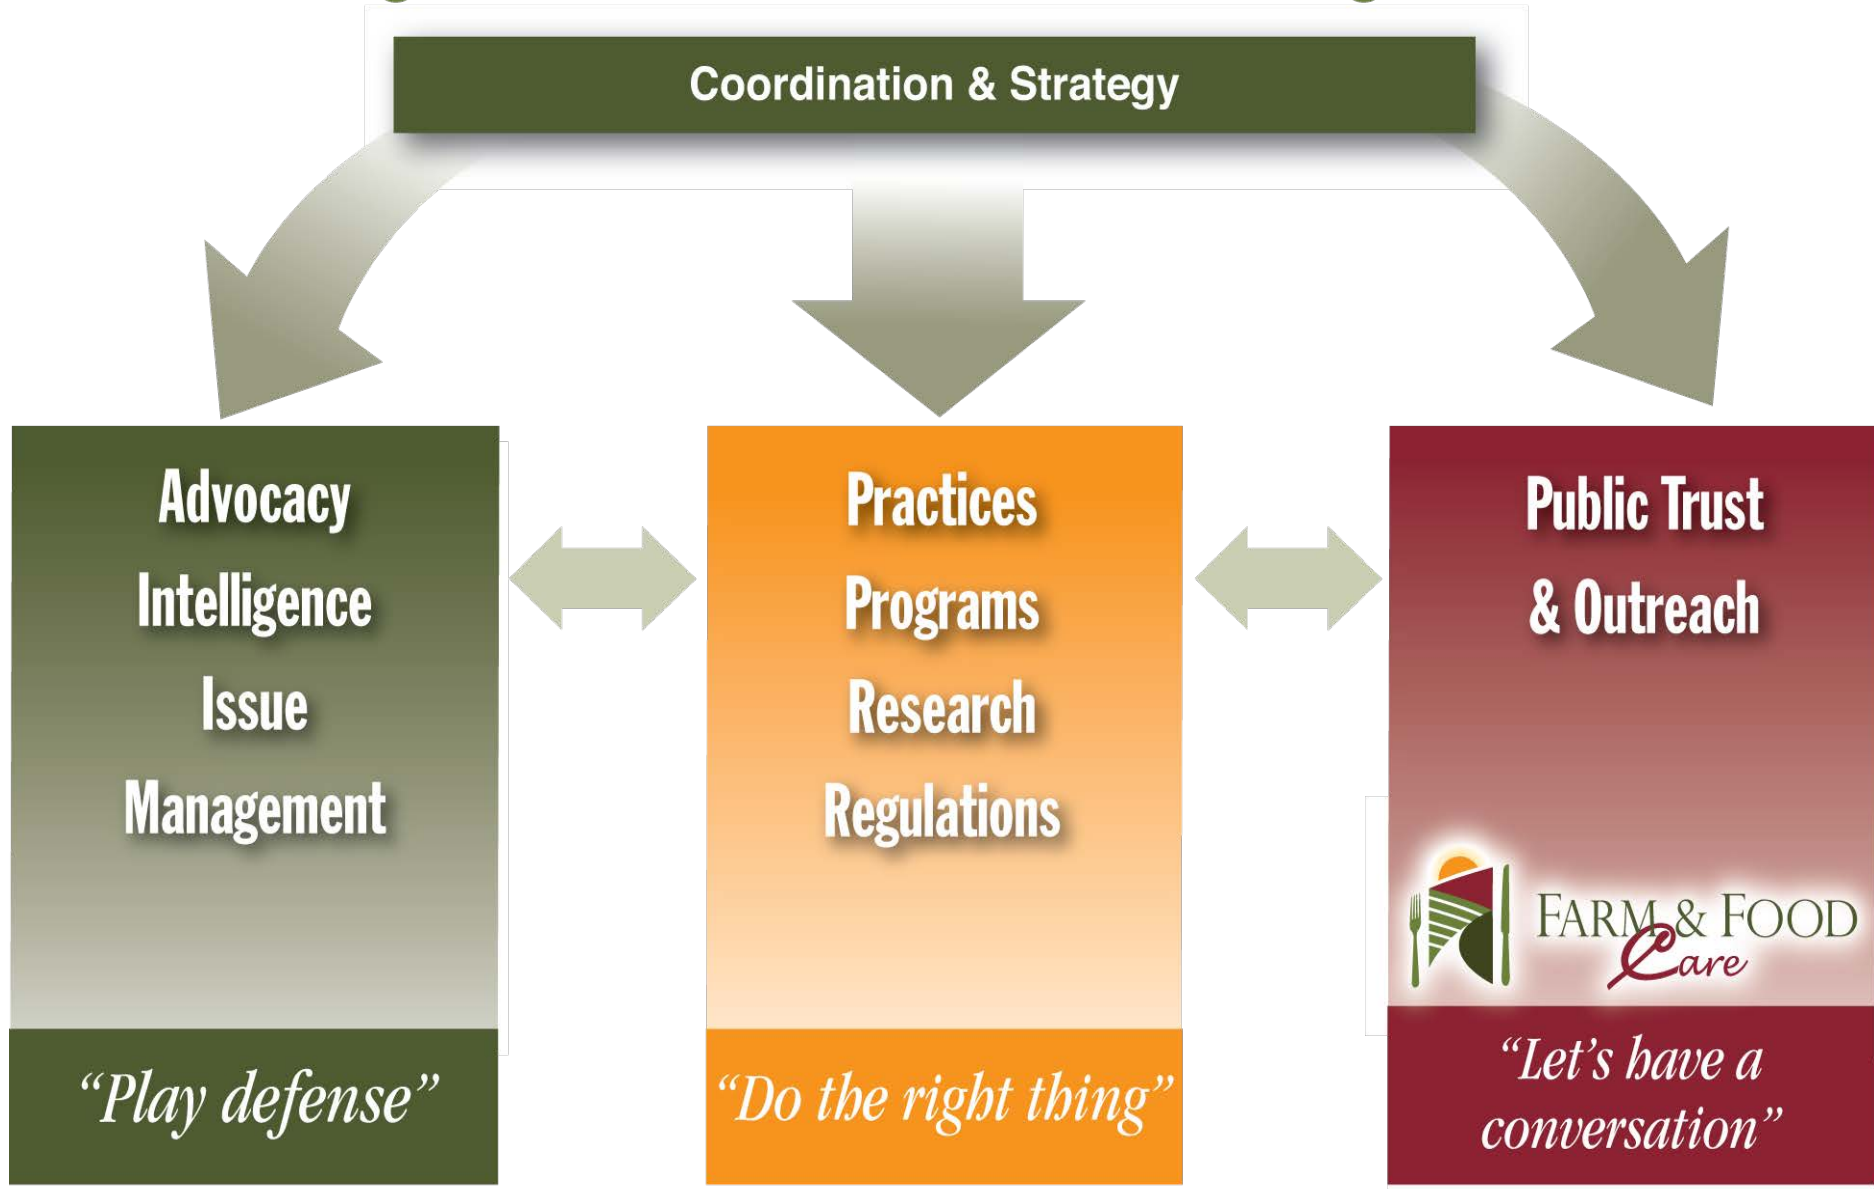 Coordination & Strategy
Advocacy
Intelligence
Issue
Management
"Play defense"
Practices
Programs
Research
Regulations
"Do the right thing"
Public Trust
& Outreach
FARM & FOOD
Care
"Let's have a
conversation"